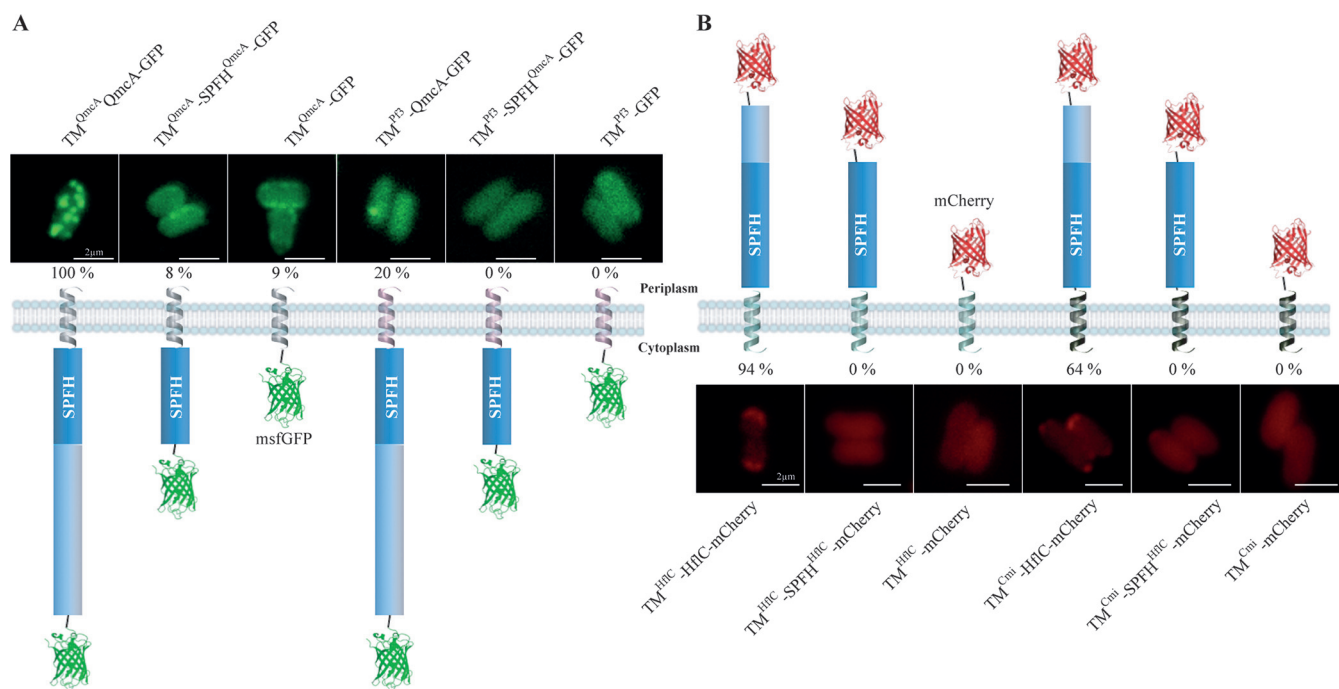 A
TM^QmcA QmcA-GFP
TM^QmcA-SPFH^QmcA-GFP
TM^QmcA-GFP
TM^Pf3-QmcA-GFP
TM^Pf3-SPFH^QmcA-GFP
TM^Pf3-GFP
2µm
100 %
8 %
9 %
20 %
0 %
0 %
Periplasm
Cytoplasm
SPFH
SPFH
msfGFP
SPFH
SPFH
B
mCherry
SPFH
SPFH
SPFH
SPFH
94 %
0 %
0 %
64 %
0 %
0 %
2µm
TM^HflC-HflC-mCherry
TM^HflC-SPFH^HflC-mCherry
TM^HflC-mCherry
TM^Cmi-HflC-mCherry
TM^Cmi-SPFH^HflC-mCherry
TM^Cmi-mCherry